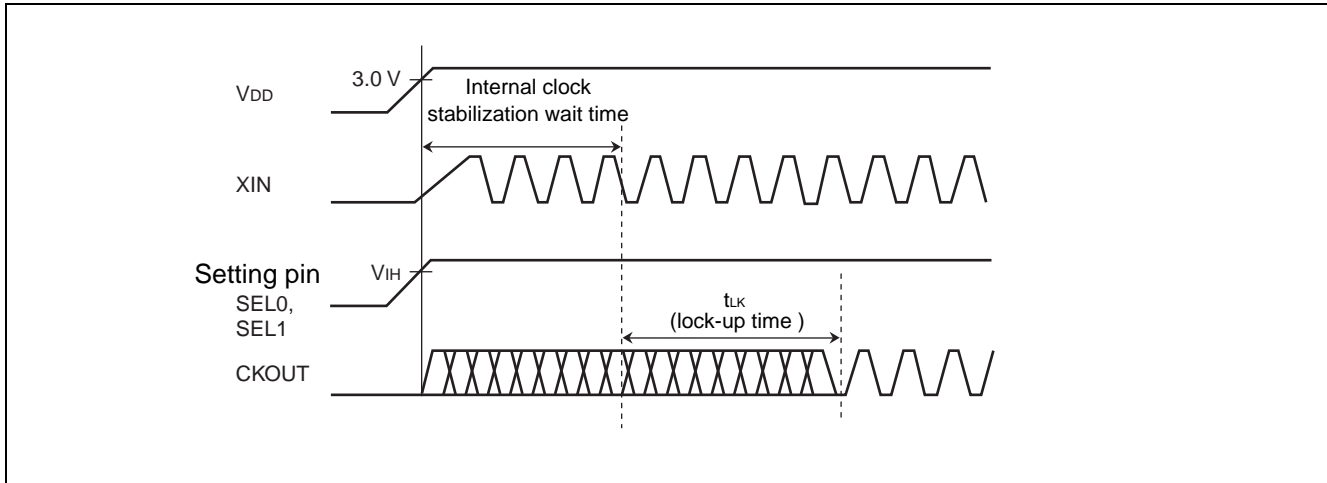 3.0 V
VDD
Internal clock
stabilization wait time
XIN
Setting pin
VIH
SEL0,
SEL1
tLK
(lock-up time )
CKOUT